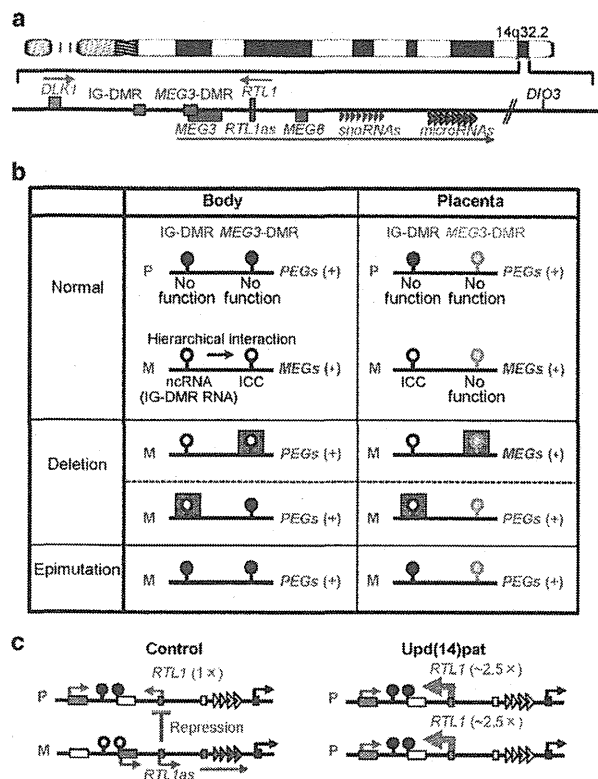 a
14q32.2
DLK1 IG-DMR MEG3-DMR RTL1 DIO3
MEG3 RTL1as MEG8 snoRNAs microRNAs
b
Body Placenta
Normal
IG-DMR MEG3-DMR IG-DMR MEG3-DMR
P PEGs (+) P PEGs (+)
No function No function No function No function
Hierarchical interaction
M MEGs (+) M MEGs (+)
ncRNA (IG-DMR RNA) ICC ICC No function
Deletion
M PEGs (+) M MEGs (+)
M PEGs (+) M PEGs (+)
Epimutation M PEGs (+) M PEGs (+)
c
Control Upd(14)pat
RTL1 (1×) RTL1 (~2.5×)
P P
Repression RTL1 (~2.5×)
M P
RTL1as